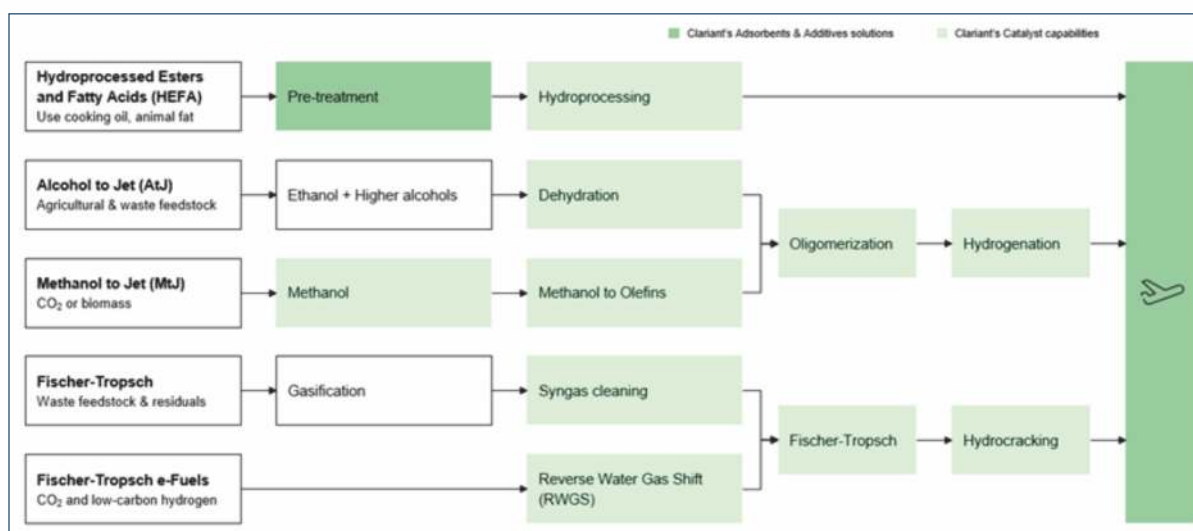 Clariant's Adsorbents & Additives solutions
Clariant's Catalyst capabilities
Hydroprocessed Esters
and Fatty Acids (HEFA)
Use cooking oil, animal fat
Pre-treatment
Hydroprocessing
Alcohol to Jet (AtJ)
Agricultural & waste feedstock
Ethanol + Higher alcohols
Dehydration
Oligomerization
Hydrogenation
Methanol to Jet (MtJ)
CO₂ or biomass
Methanol
Methanol to Olefins
Fischer-Tropsch
Waste feedstock & residuals
Gasification
Syngas cleaning
Fischer-Tropsch
Hydrocracking
Fischer-Tropsch e-Fuels
CO₂ and low-carbon hydrogen
Reverse Water Gas Shift
(RWGS)